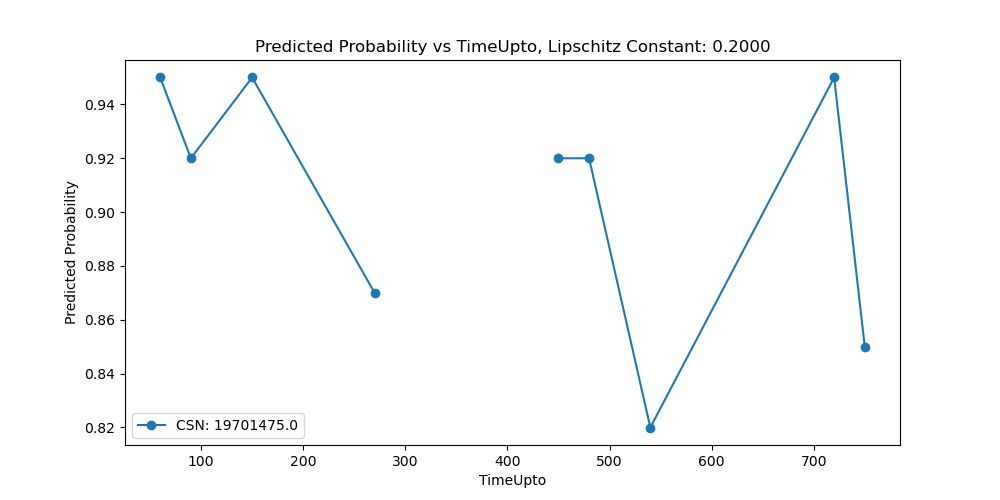 Predicted Probability vs TimeUpto, Lipschitz Constant: 0.2000
Predicted Probability
0.94
0.92
0.90
0.88
0.86
0.84
0.82
CSN: 19701475.0
100 200 300 400 500 600 700
TimeUpto